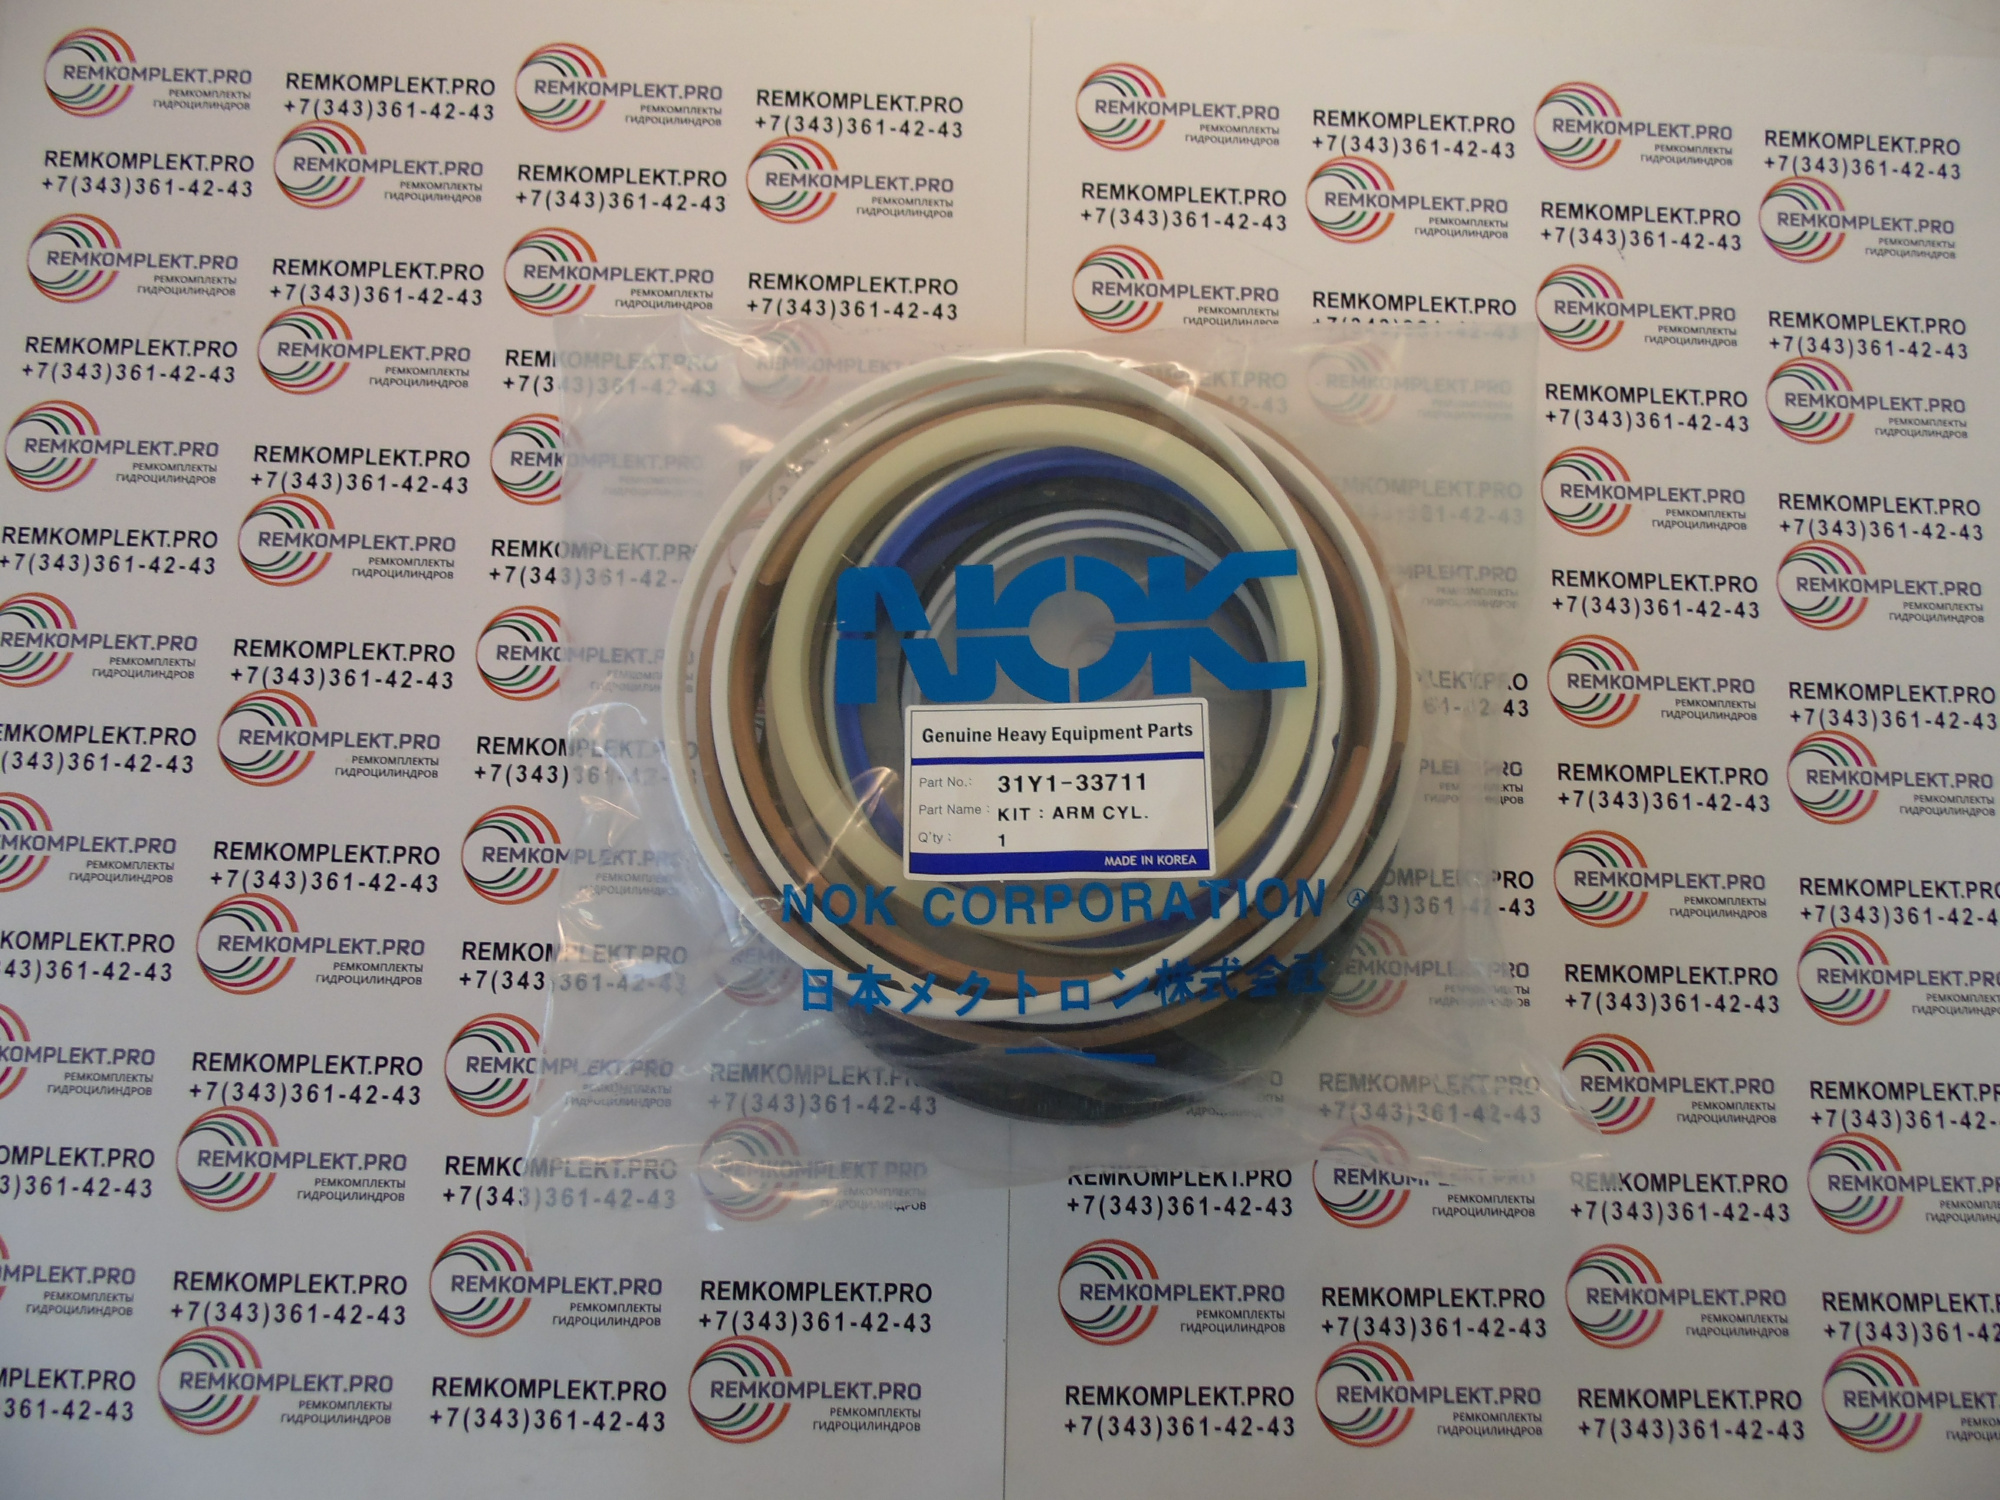 REMKOMPLEKT.PRO
РЕМКОМПЛЕКТЫ
ГИДРОЦИЛИНДРОВ
REMKOMPLEKT.PRO
+7(343)361-42-43
NOK
Genuine Heavy Equipment Parts
Part No.: 31Y1-33711
Part Name : KIT : ARM CYL.
Q'ty : 1
MADE IN KOREA
NOK CORPORATION
日本メクトロン株式会社